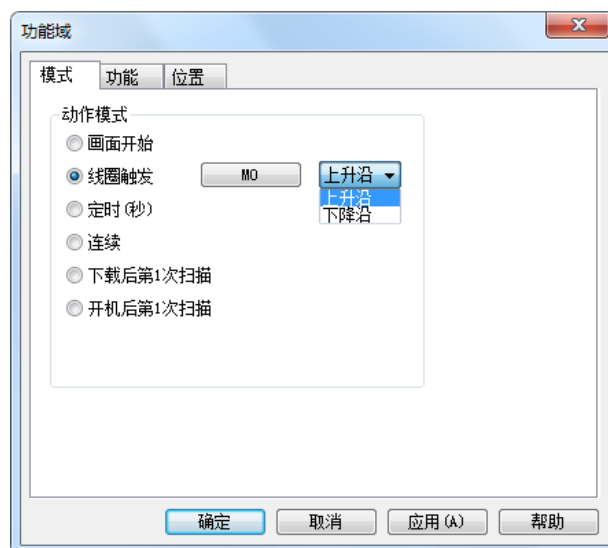 功能域
模式 功能 位置
动作模式
画面开始
线圈触发 M0 上升沿
上升沿
定时(秒) 下降沿
连续
下载后第1次扫描
开机后第1次扫描
确定 取消 应用(A) 帮助